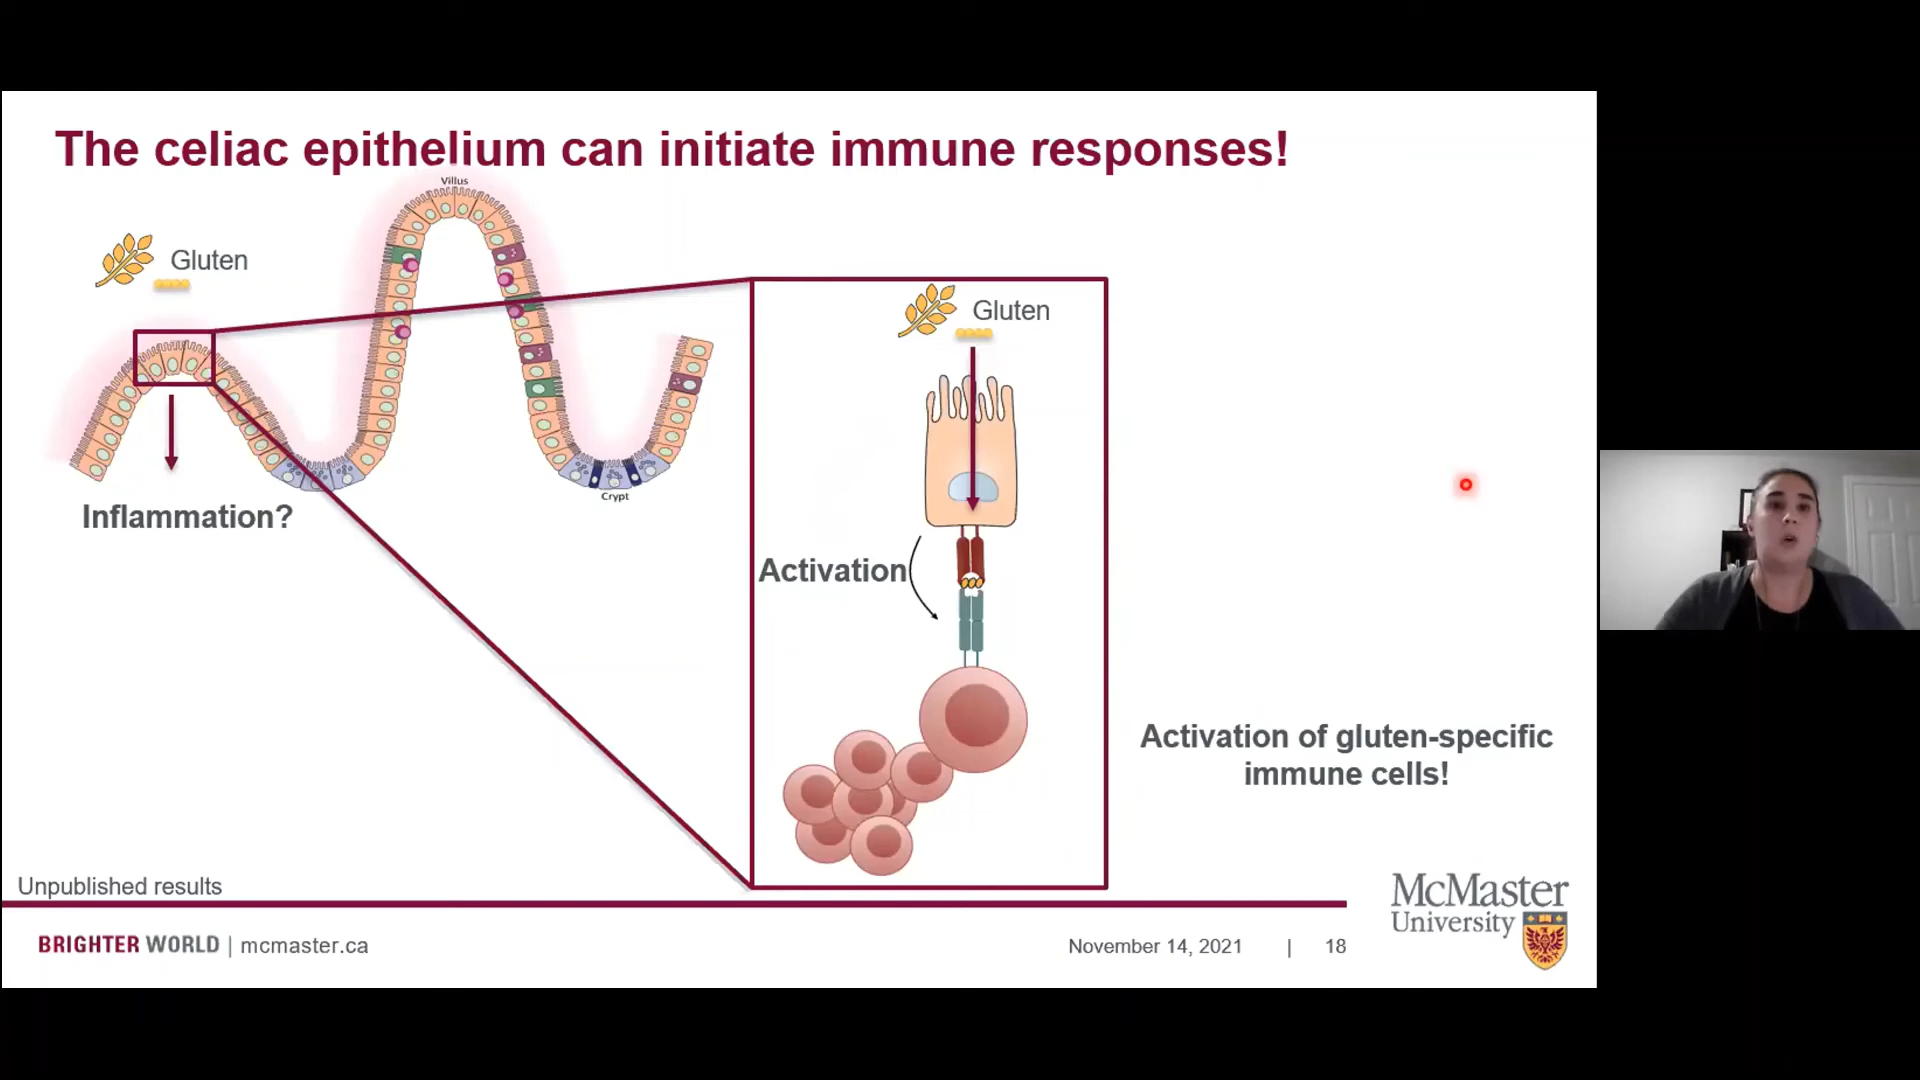 The celiac epithelium can initiate immune responses!
Villus
Gluten
Gluten
Inflammation?
Crypt
Activation
Activation of gluten-specific
immune cells!
Unpublished results
BRIGHTER WORLD | mcmaster.ca
November 14, 2021 | 18
McMaster
University